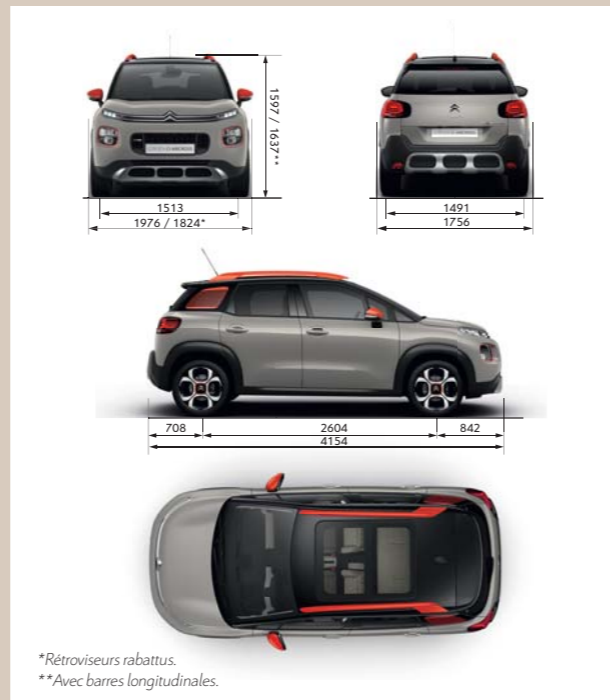 1597 / 1637**
1513
1976 / 1824*
1491
1756
708
2604
842
4154
*Rétroviseurs rabattus.
**Avec barres longitudinales.